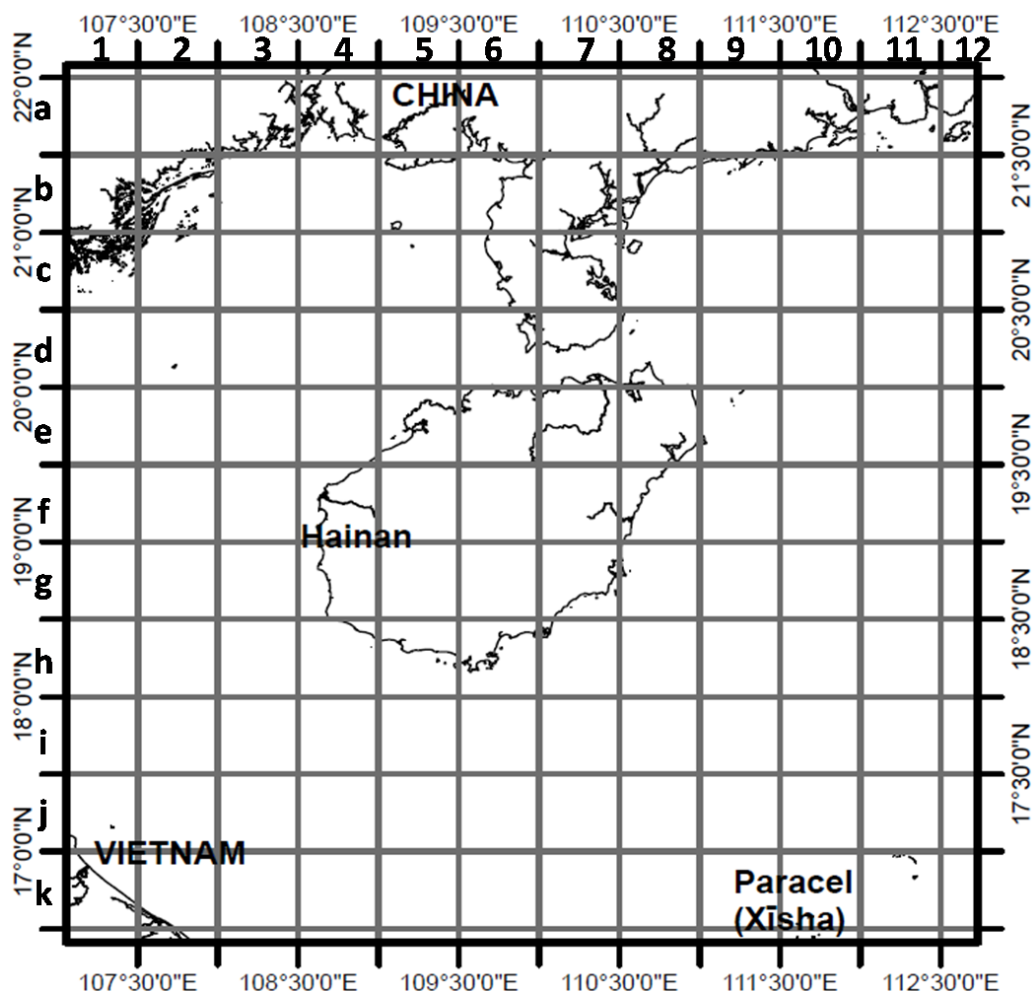 107°30'0"E 108°30'0"E 109°30'0"E 110°30'0"E 111°30'0"E 112°30'0"E
1 2 3 4 5 6 7 8 9 10 11 12
22°0'0"N
a
CHINA
21°30'0"N
b
21°0'0"N
c
20°30'0"N
d
20°0'0"N
e
19°30'0"N
f
Hainan
19°0'0"N
g
18°30'0"N
h
18°0'0"N
i
17°30'0"N
j
17°0'0"N
VIETNAM
k
Paracel
(Xīsha)
107°30'0"E 108°30'0"E 109°30'0"E 110°30'0"E 111°30'0"E 112°30'0"E